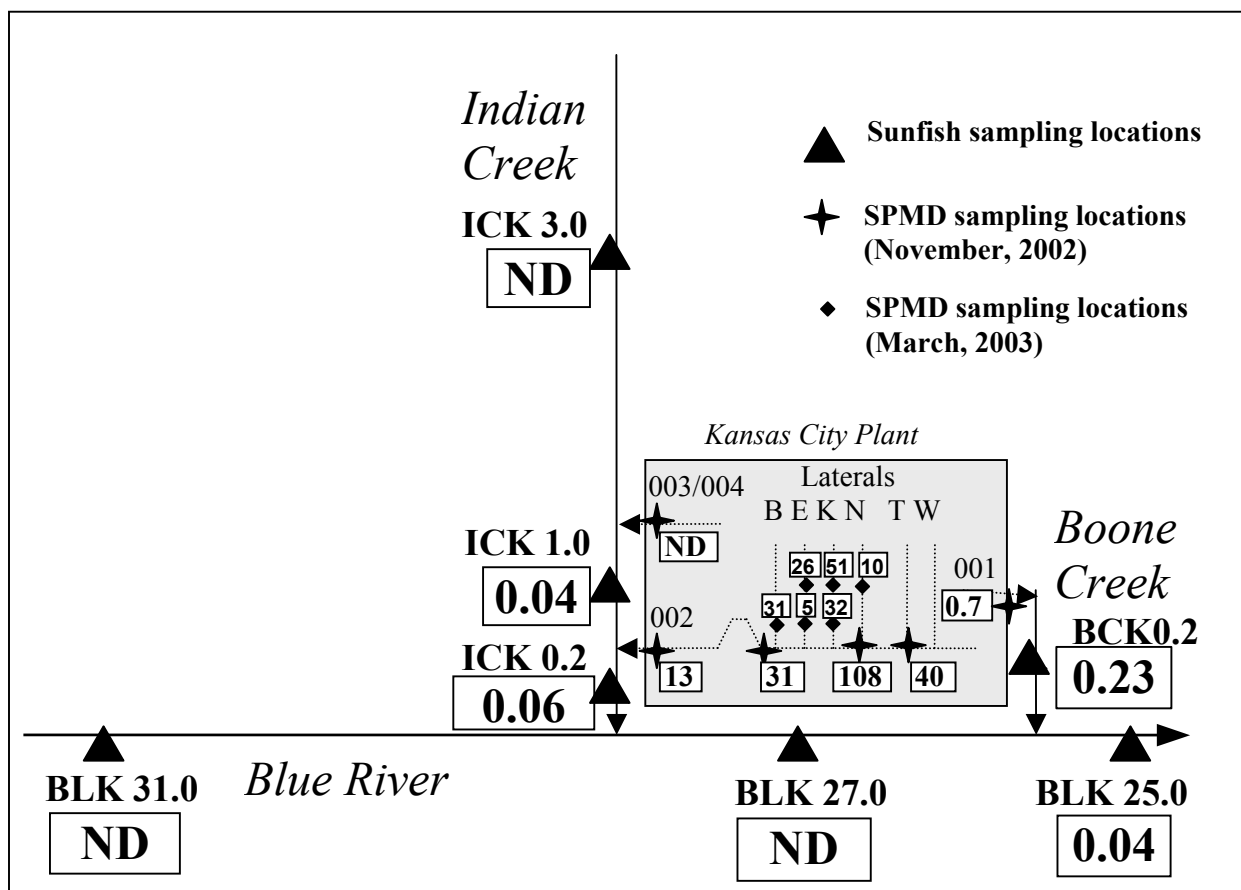 Indian
Creek
ICK 3.0
ND
Sunfish sampling locations
SPMD sampling locations
(November, 2002)
SPMD sampling locations
(March, 2003)
Kansas City Plant
Laterals
B E K N T W
003/004
ND
ICK 1.0
0.04
26 51 10
31 5 32
001
0.7
Boone
Creek
BCK0.2
0.23
002
13
31
108
40
ICK 0.2
0.06
Blue River
BLK 31.0
ND
BLK 27.0
ND
BLK 25.0
0.04